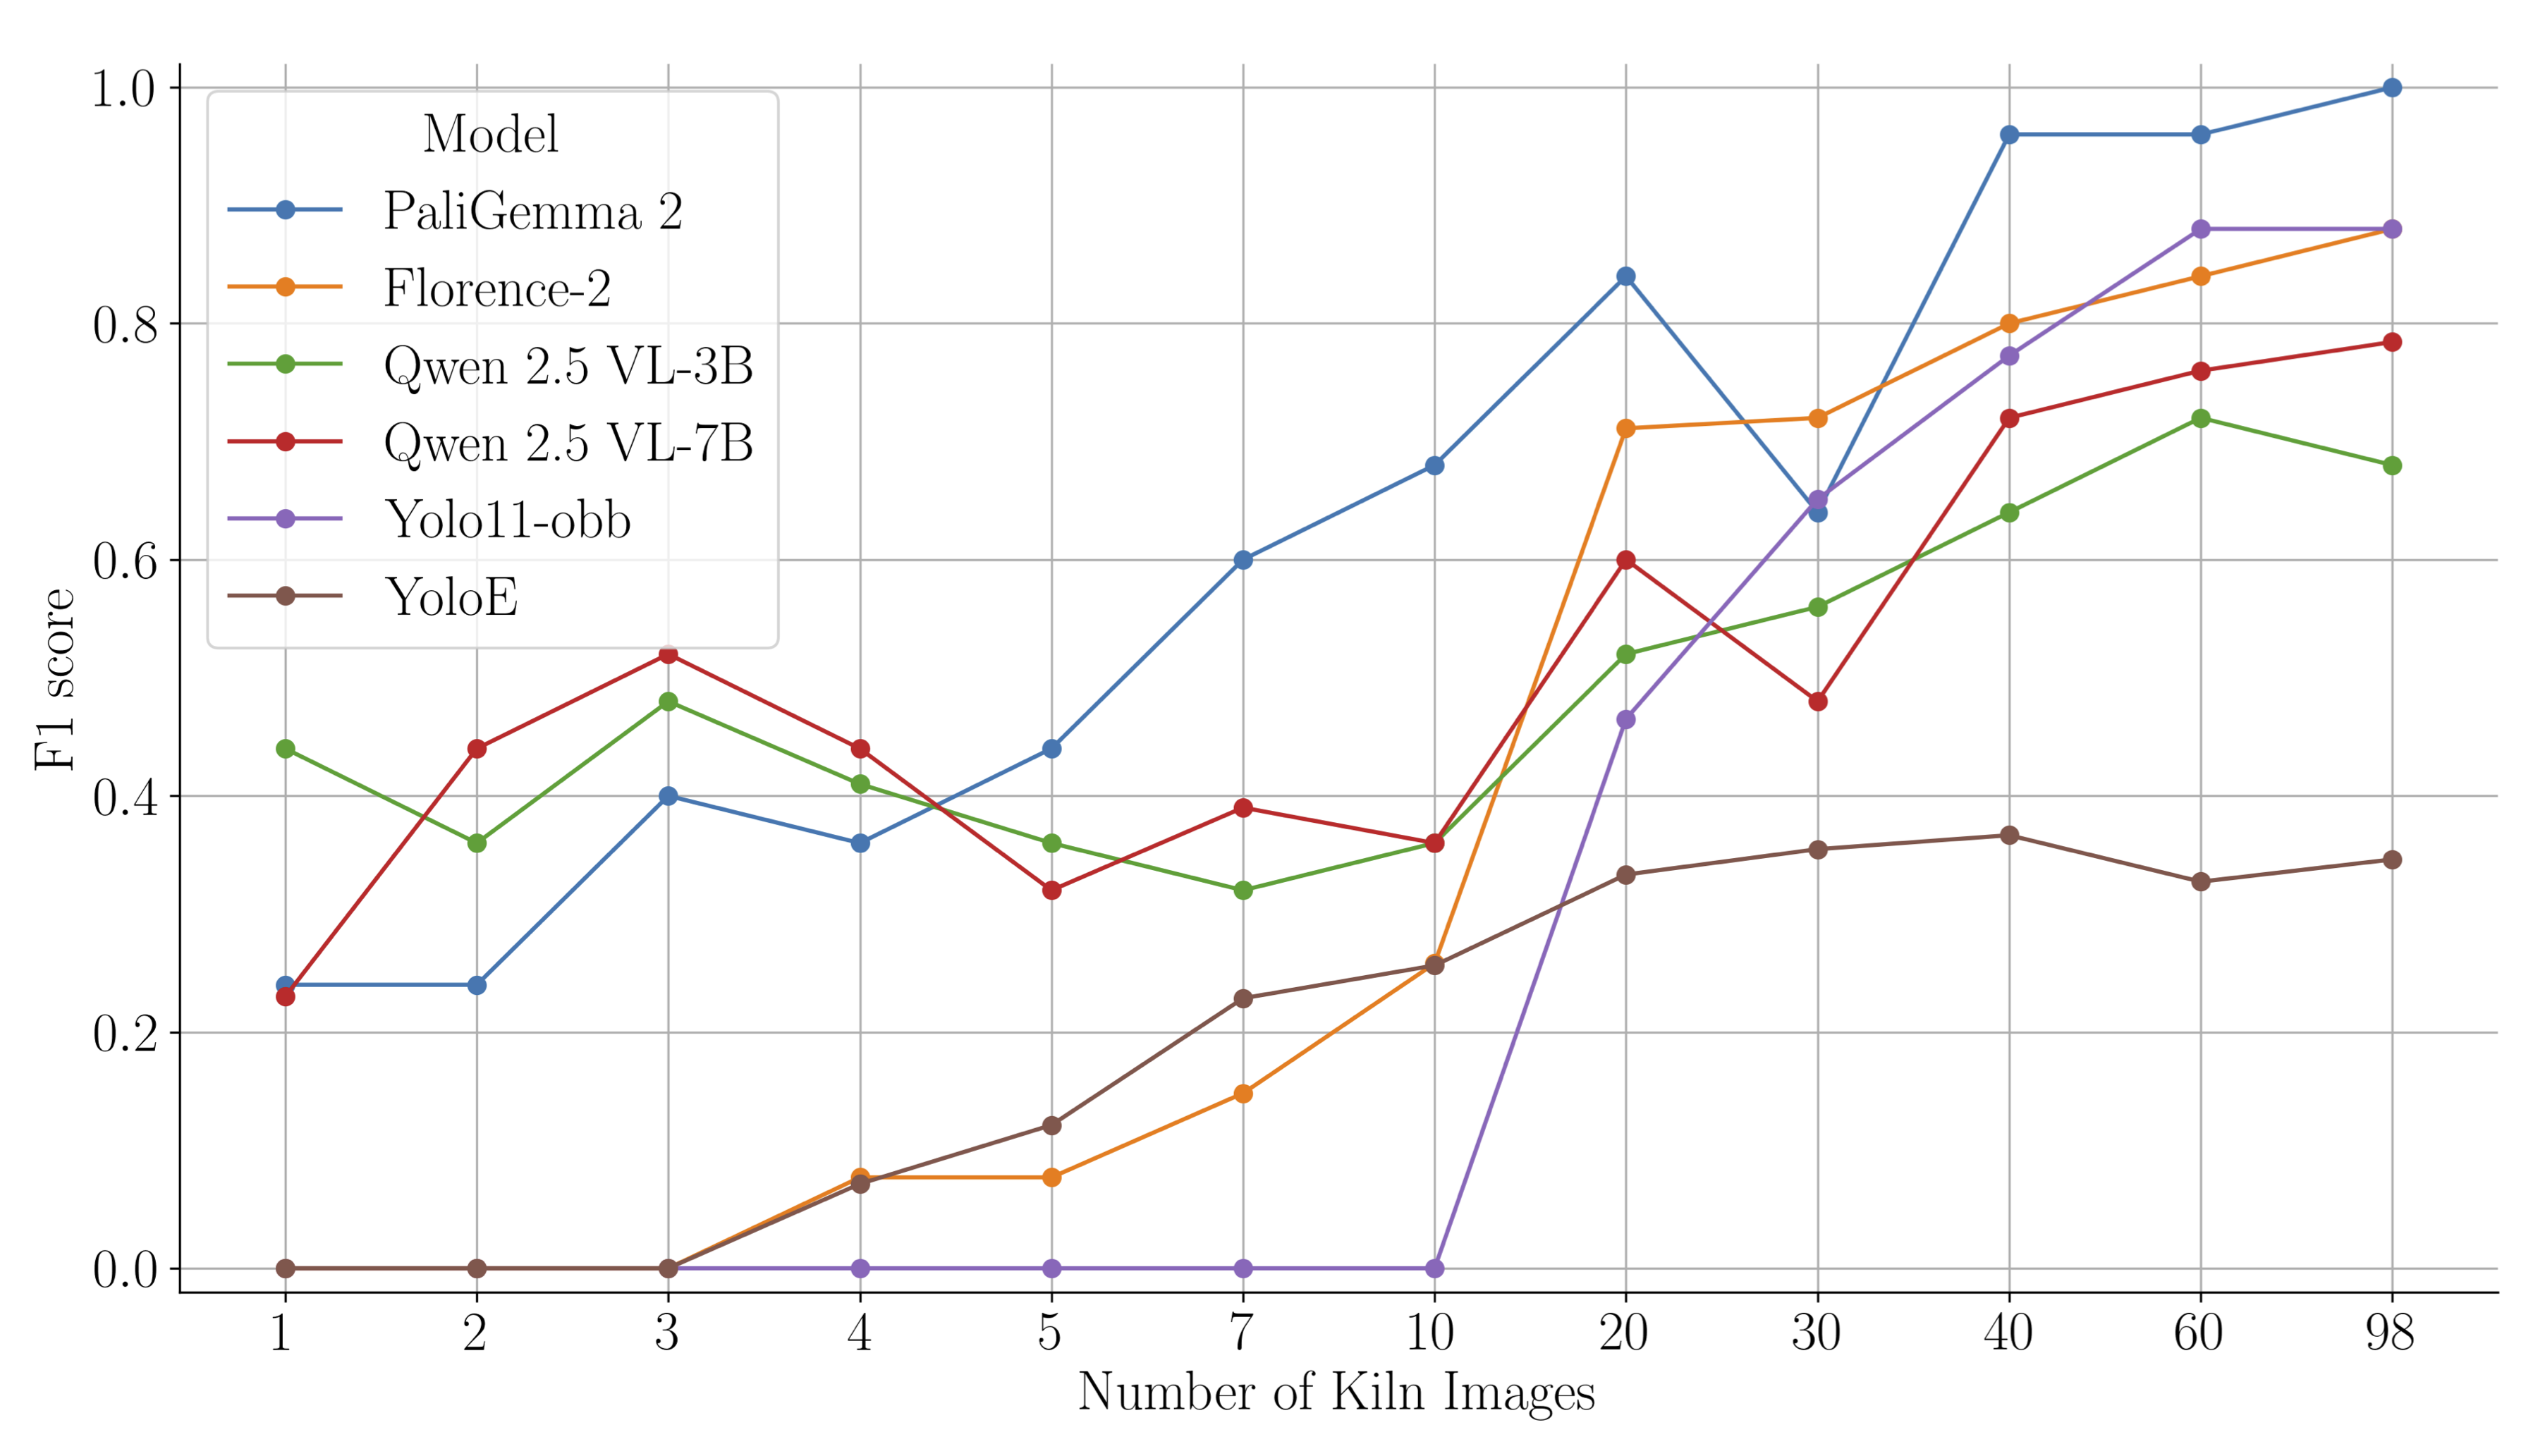 1.0
0.8
0.6
0.4
0.2
0.0
F1 score
Model
PaliGemma 2
Florence-2
Qwen 2.5 VL-3B
Qwen 2.5 VL-7B
Yolo11-obb
YoloE
1 2 3 4 5 7 10 20 30 40 60 98
Number of Kiln Images